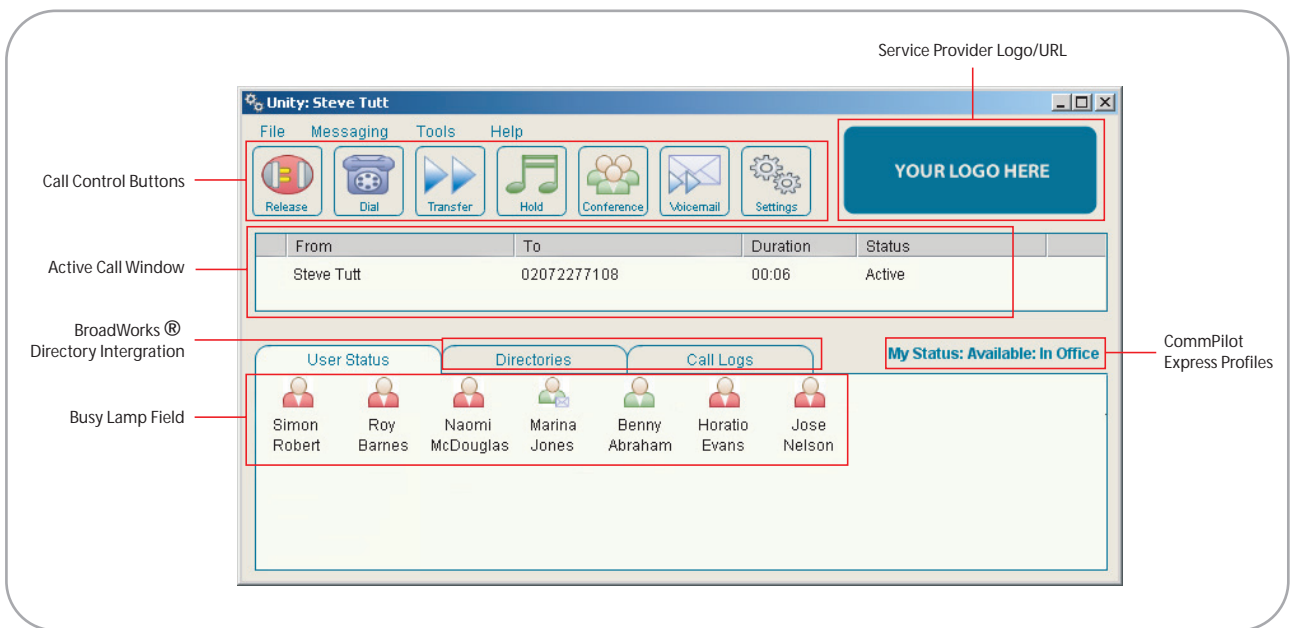 Service Provider Logo/URL
Unity: Steve Tutt
File Messaging Tools Help
YOUR LOGO HERE
Call Control Buttons
Release Dial Transfer Hold Conference Voicemail Settings
From To Duration Status
Active Call Window
Steve Tutt 02072277108 00:06 Active
BroadWorks ®
Directory Intergration
User Status Directories Call Logs
My Status: Available: In Office
CommPilot
Express Profiles
Busy Lamp Field
Simon Roy Naomi Marina Benny Horatio Jose
Robert Barnes McDouglas Jones Abraham Evans Nelson